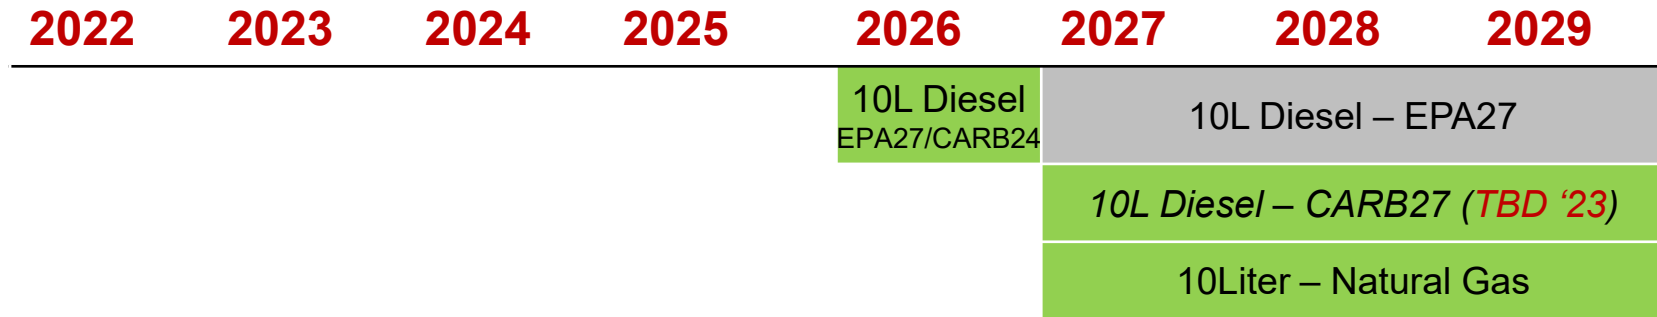 2022 2023 2024 2025 2026 2027 2028 2029
10L Diesel
EPA27/CARB24
10L Diesel – EPA27
10L Diesel – CARB27 (TBD ‘23)
10Liter – Natural Gas